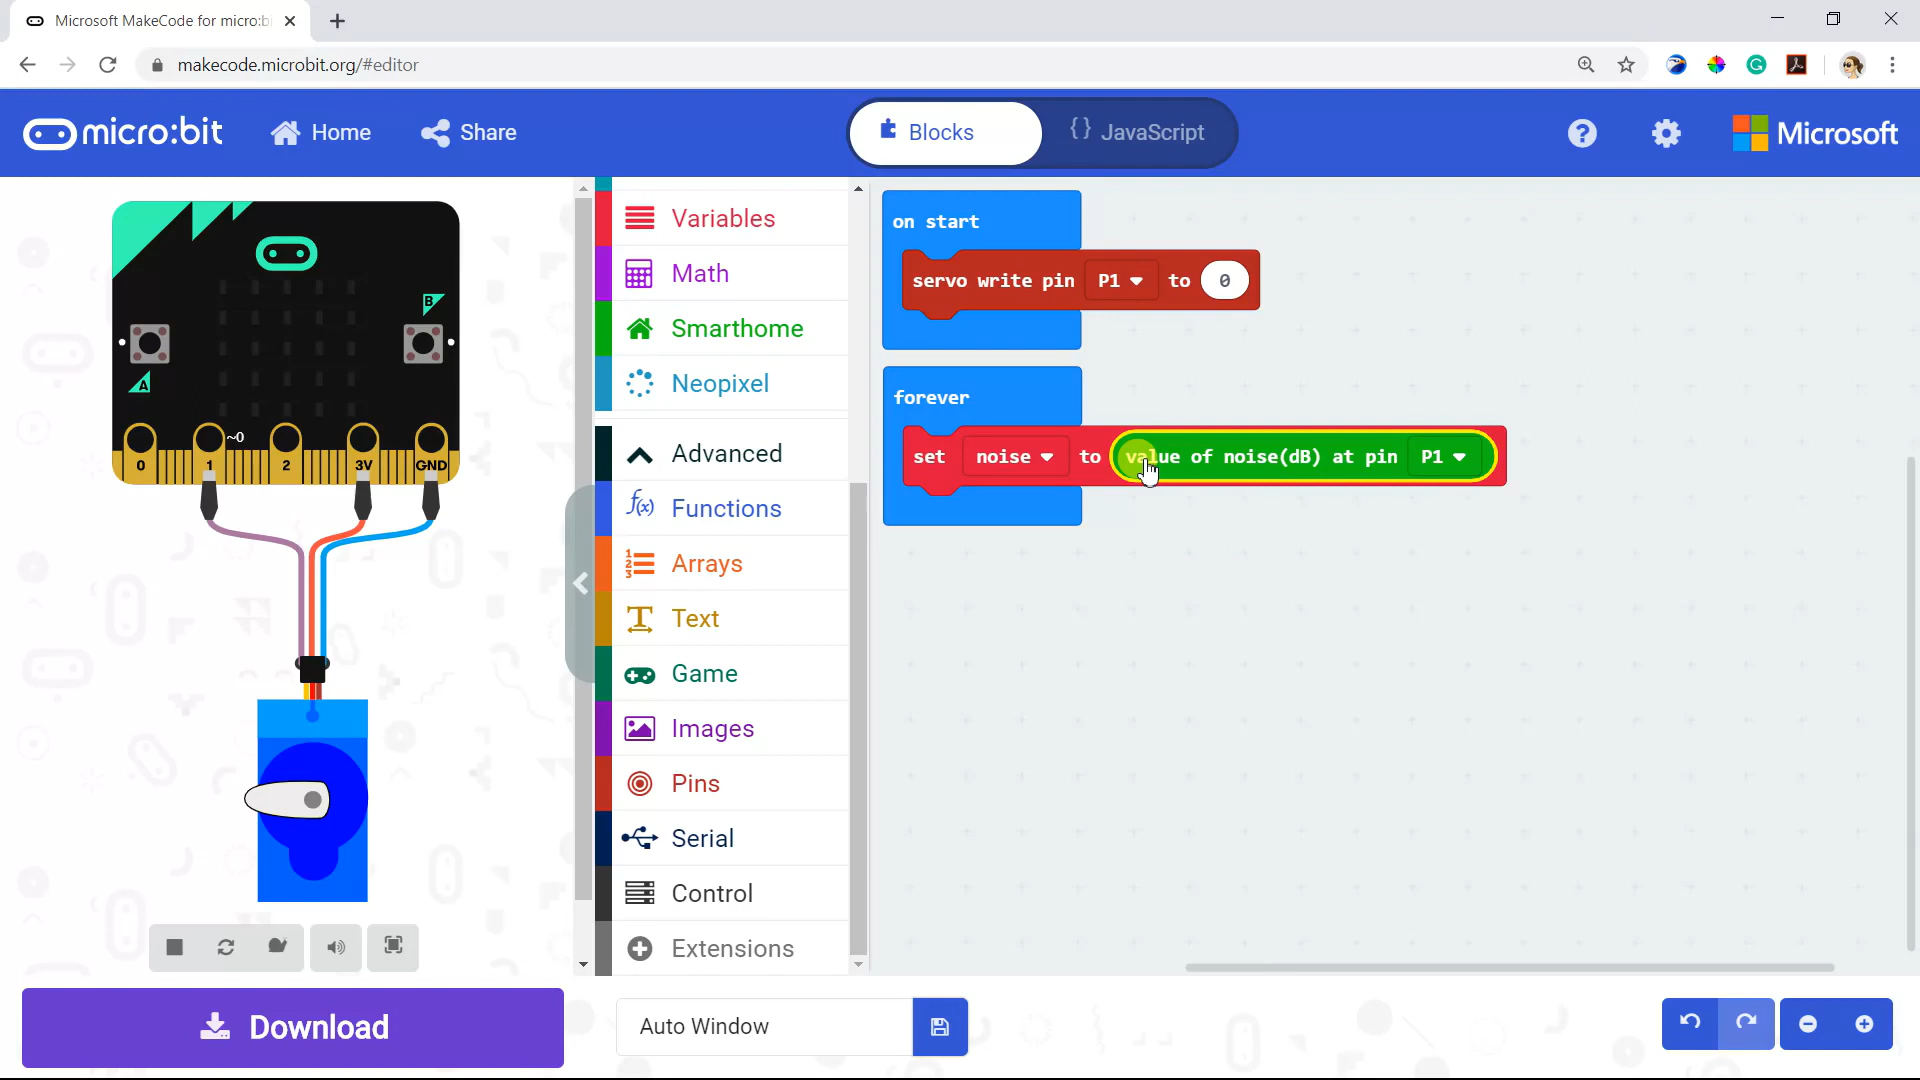 Microsoft MakeCode for micro:bi
makecode.microbit.org/#editor
micro:bit
Home
Share
Blocks
{} JavaScript
?
Microsoft
B
A
~0
0 1 2 3V GND
Variables
Math
Smarthome
Neopixel
Advanced
f(x) Functions
Arrays
Text
Game
Images
Pins
Serial
Control
Extensions
on start
servo write pin P1 to 0
forever
set noise to value of noise(dB) at pin P1
Download
Auto Window